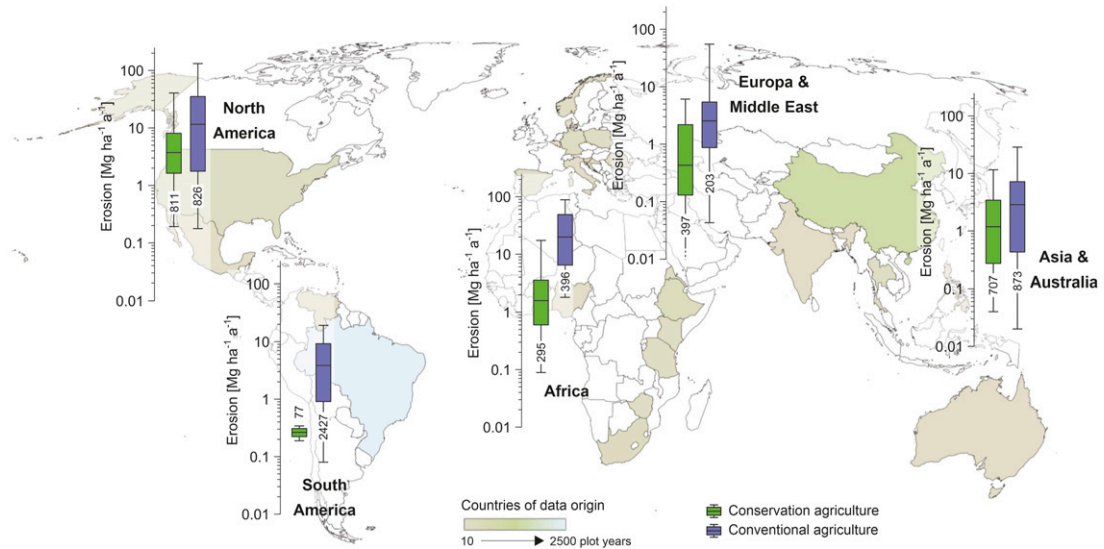 Erosion [Mg ha⁻¹ a⁻¹]
100
10
1
0.1
0.01
811
826
North
America
Erosion [Mg ha⁻¹ a⁻¹]
100
10
1
0.1
0.01
397
203
Europa &
Middle East
Erosion [Mg ha⁻¹ a⁻¹]
100
10
1
0.1
0.01
707
873
Asia &
Australia
Erosion [Mg ha⁻¹ a⁻¹]
100
10
1
0.1
0.01
295
396
Africa
Erosion [Mg ha⁻¹ a⁻¹]
100
10
1
0.1
0.01
77
2427
South
America
Countries of data origin
10 → 2500 plot years
Conservation agriculture
Conventional agriculture